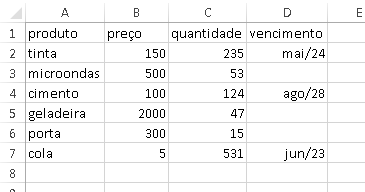 A B C D E
1 produto preço quantidade vencimento
2 tinta 150 235 mai/24
3 microondas 500 53
4 cimento 100 124 ago/28
5 geladeira 2000 47
6 porta 300 15
7 cola 5 531 jun/23
8